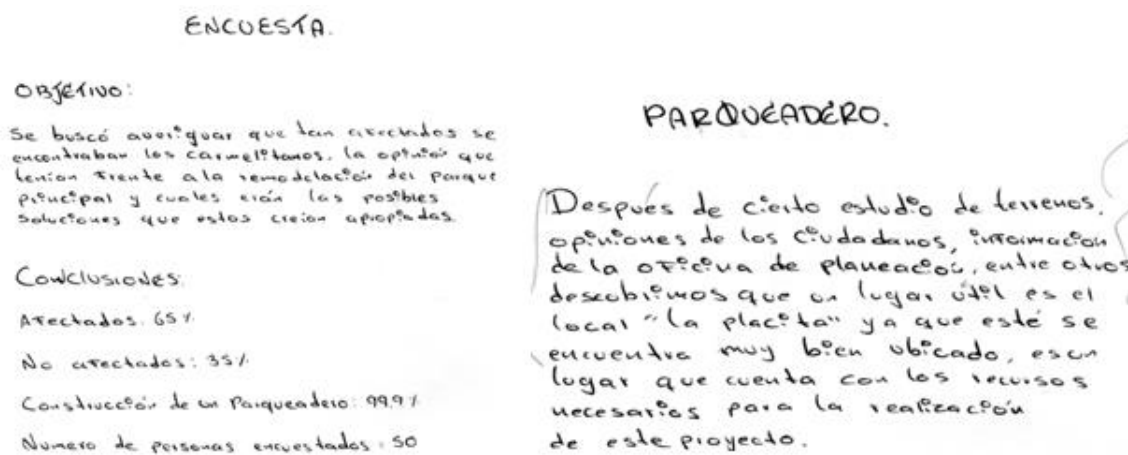 ENCUESTA.
OBJETIVO:
Se buscó averiguar que tan afectados se
encontraban los carmelitanos, la opinión que
tenían frente a la remodelación del parque
principal y cuales eran las posibles
soluciones que estos creían apropiadas.
CONCLUSIONES:
Afectados: 65%
No afectados: 35%
Construcción de un Parqueadero: 99,9%
Numero de personas encuestados: 50
PARQUEADERO.
Después de cierto estudio de terrenos,
opiniones de los ciudadanos, información
de la oficina de planeación, entre otros
descubrimos que un lugar útil es el
local "la placita" ya que esté se
encuentra muy bien ubicado, es un
lugar que cuenta con los recursos
necesarios para la realización
de este proyecto.